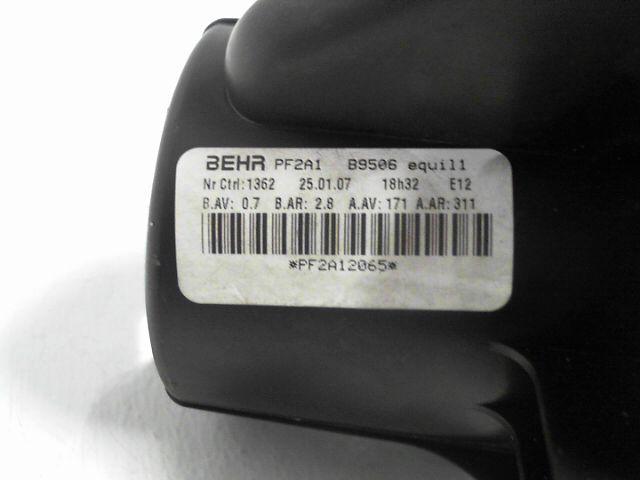 BEHR PF2A1 B9506 equil1
Nr Ctrl:1362 25.01.07 18h32 E12
B.AV: 0.7 B.AR: 2.8 A.AV: 171 A.AR: 311
*PF2A12065*